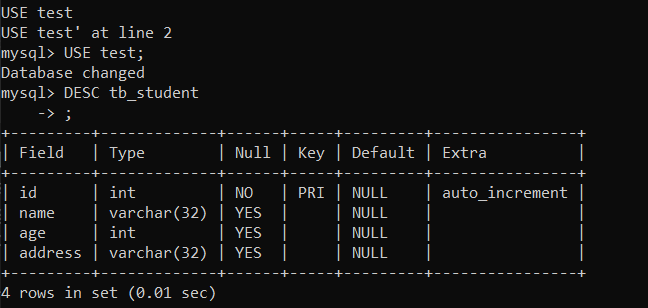 USE test
USE test' at line 2
mysql> USE test;
Database changed
mysql> DESC tb_student
    -> ;
+---------+-------------+------+-----+---------+----------------+
| Field   | Type        | Null | Key | Default | Extra          |
+---------+-------------+------+-----+---------+----------------+
| id      | int         | NO   | PRI | NULL    | auto_increment |
| name    | varchar(32) | YES  |     | NULL    |                |
| age     | int         | YES  |     | NULL    |                |
| address | varchar(32) | YES  |     | NULL    |                |
+---------+-------------+------+-----+---------+----------------+
4 rows in set (0.01 sec)